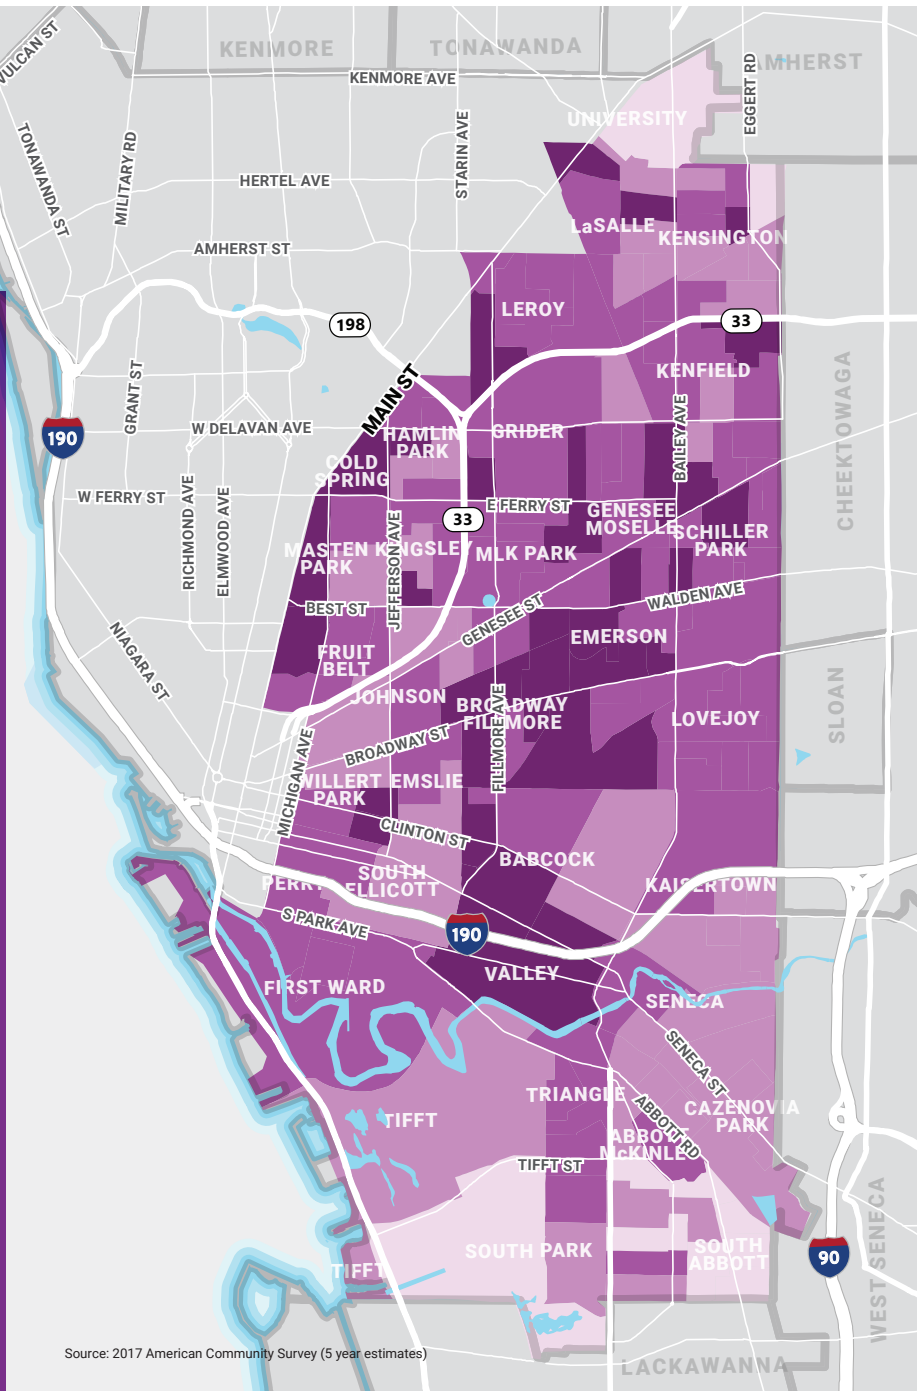 VULCAN ST
KENMORE
TONAWANDA
AMHERST
KENMORE AVE
EGGERT RD
UNIVERSITY
TONAWANDA ST
MILITARY RD
STARIN AVE
HERTEL AVE
LaSALLE
KENSINGTON
AMHERST ST
LEROY
198
33
MAIN ST
KENFIELD
GRANT ST
190
W DELAVAN AVE
HAMLIN
PARK
GRIDER
BAILEY AVE
CHEEKTOWAGA
COLD
SPRING
W FERRY ST
RICHMOND AVE
ELMWOOD AVE
JEFFERSON AVE
33
E FERRY ST
GENESEE
MOSELLE
SCHILLER
PARK
MASTEN
PARK
KINGSLEY
MLK PARK
BEST ST
GENESEE ST
WALDEN AVE
EMERSON
NIAGARA ST
FRUIT
BELT
JOHNSON
BROADWAY
FILLMORE
FILLMORE AVE
LOVEJOY
SLOAN
MICHIGAN AVE
BROADWAY ST
WILLERT
PARK
EMSLIE
CLINTON ST
BABCOCK
PERRY
SOUTH
ELLICOTT
KAISERTOWN
S PARK AVE
190
VALLEY
FIRST WARD
SENECA
SENECA ST
TRIANGLE
ABBOTT RD
CAZENOVIA
PARK
TIFFT
ABBOTT
McKINLEY
TIFFT ST
SOUTH PARK
SOUTH
ABBOTT
TIFFT
90
WEST SENECA
Source: 2017 American Community Survey (5 year estimates)
LACKAWANNA